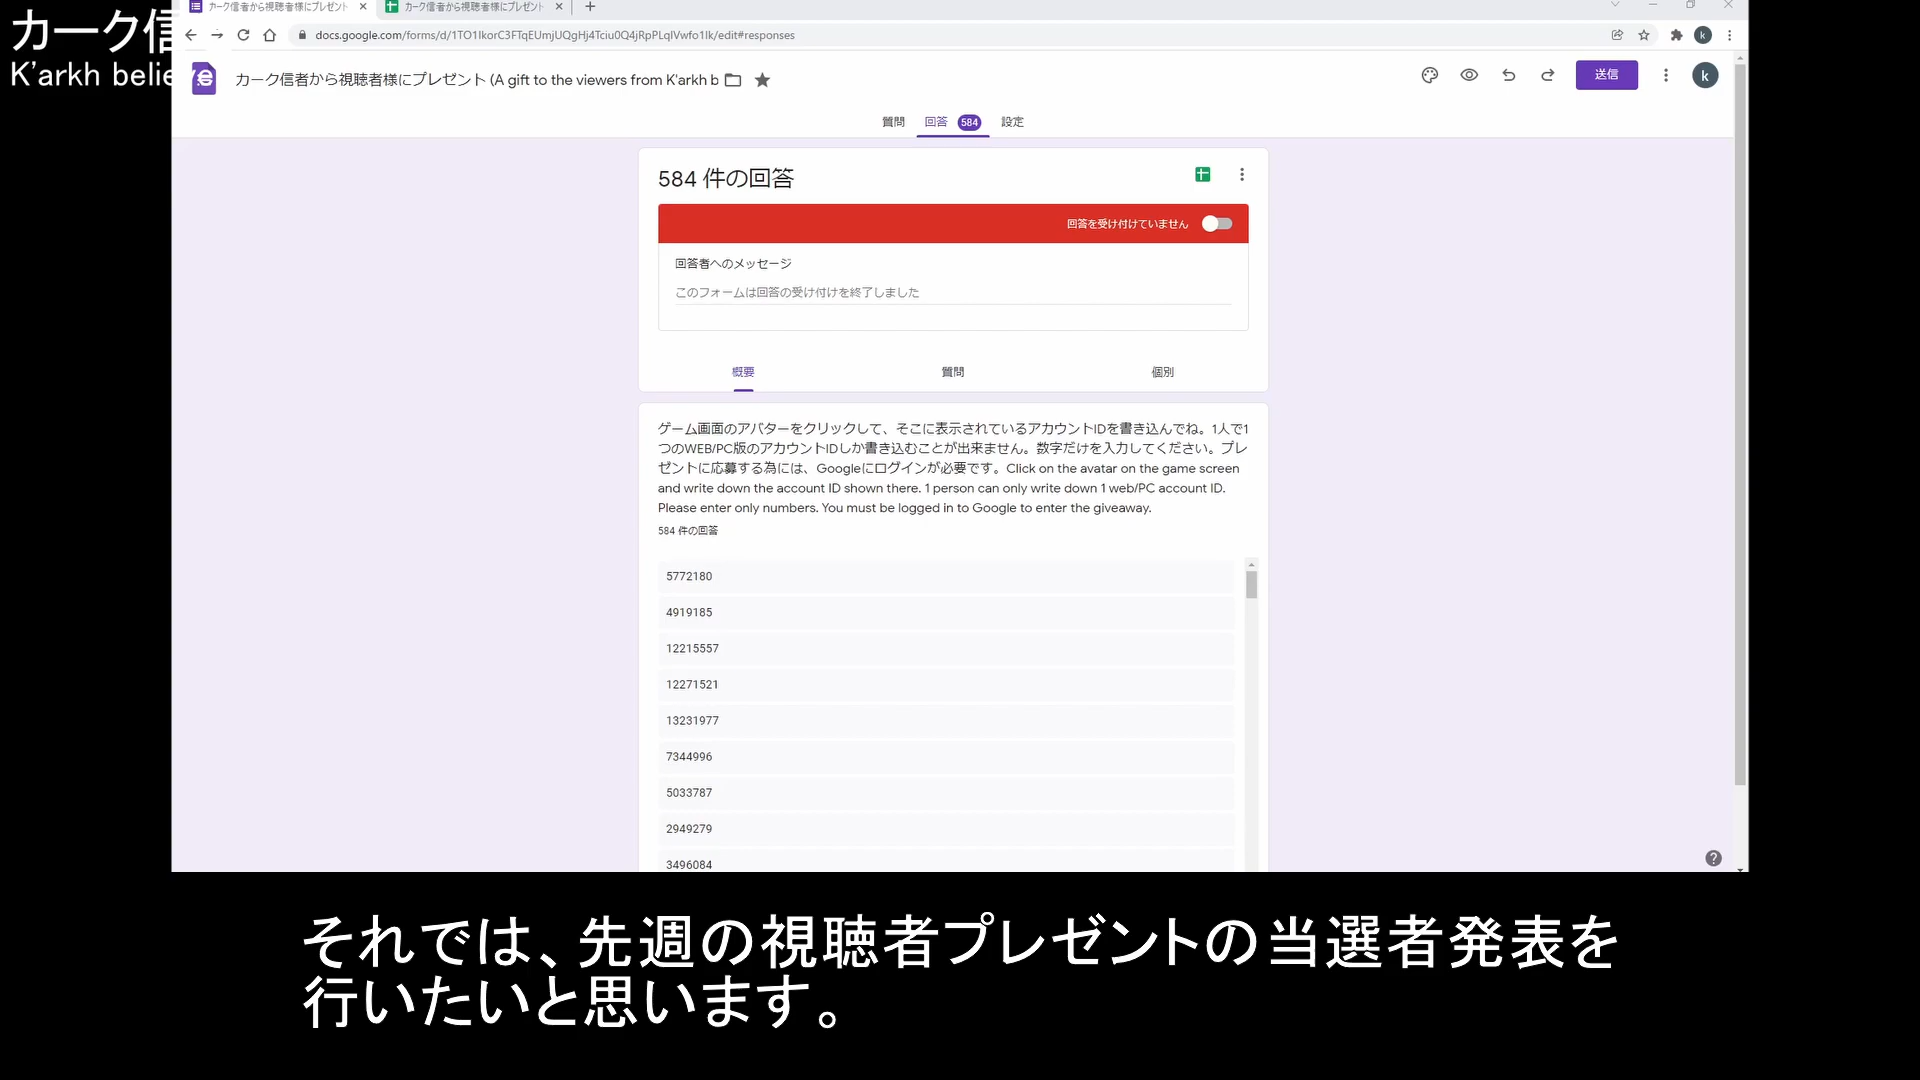 カーク信
K'arkh belie
カーク信者から視聴者様にプレゼント
カーク信者から視聴者様にプレゼント
docs.google.com/forms/d/1TO1IkorC3FTqEUmjUQgHj4Tciu0Q4jRpPLqIVwfo1Ik/edit#responses
k
カーク信者から視聴者様にプレゼント (A gift to the viewers from K'arkh b
送信
k
質問
回答 584
設定
584 件の回答
回答を受け付けていません
回答者へのメッセージ
このフォームは回答の受け付けを終了しました
概要
質問
個別
ゲーム画面のアバターをクリックして、そこに表示されているアカウントIDを書き込んでね。1人で1
つのWEB/PC版のアカウントIDしか書き込むことが出来ません。数字だけを入力してください。プレ
ゼントに応募する為には、Googleにログインが必要です。Click on the avatar on the game screen
and write down the account ID shown there. 1 person can only write down 1 web/PC account ID.
Please enter only numbers. You must be logged in to Google to enter the giveaway.
584 件の回答
5772180
4919185
12215557
12271521
13231977
7344996
5033787
2949279
3496084
それでは、先週の視聴者プレゼントの当選者発表を
行いたいと思います。